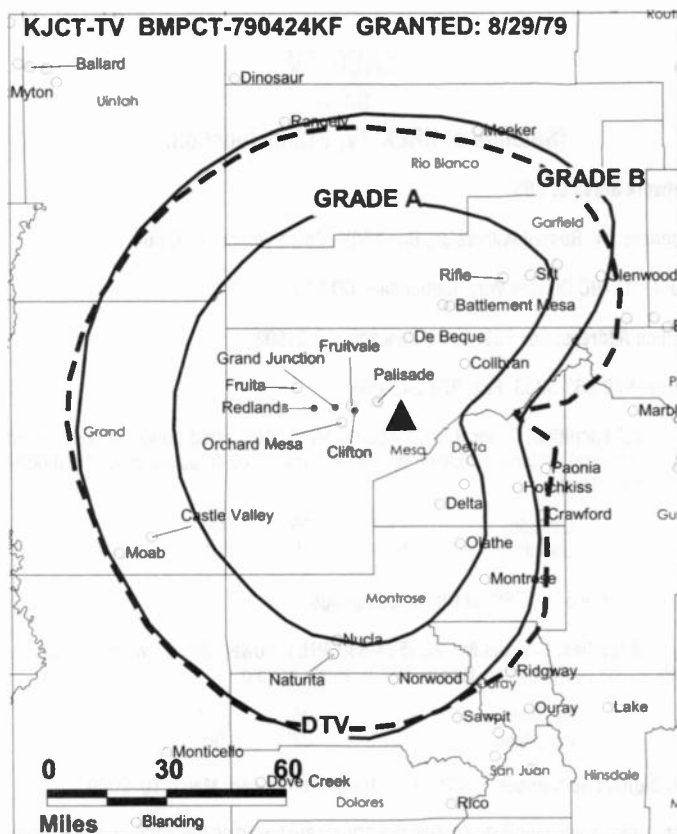 KJCT-TV BMPCT-790424KF GRANTED: 8/29/79
Ballard
Myton
Uintah
Dinosaur
Rangely
Meeker
Rio Blanco
GRADE B
GRADE A
Garfield
Rifle
Silt
Glenwood
Battlement Mesa
De Beque
Fruitvale
Grand Junction
Collbran
Fruita
Palisade
Redlands
Marbl
Grand
Orchard Mesa
Mesa
Delta
Clifton
Paonia
Hotchkiss
Delta
Crawford
Gu
Castle Valley
Olathe
Moab
Montrose
Montrose
Nucla
Naturita
Norwood
Ridgway
Ouray
Ouray
Lake
DTV
Sawpit
Monticello
San Juan
Hinsdale
0 30 60
Dove Creek
Dolores
Rico
Miles
Blanding